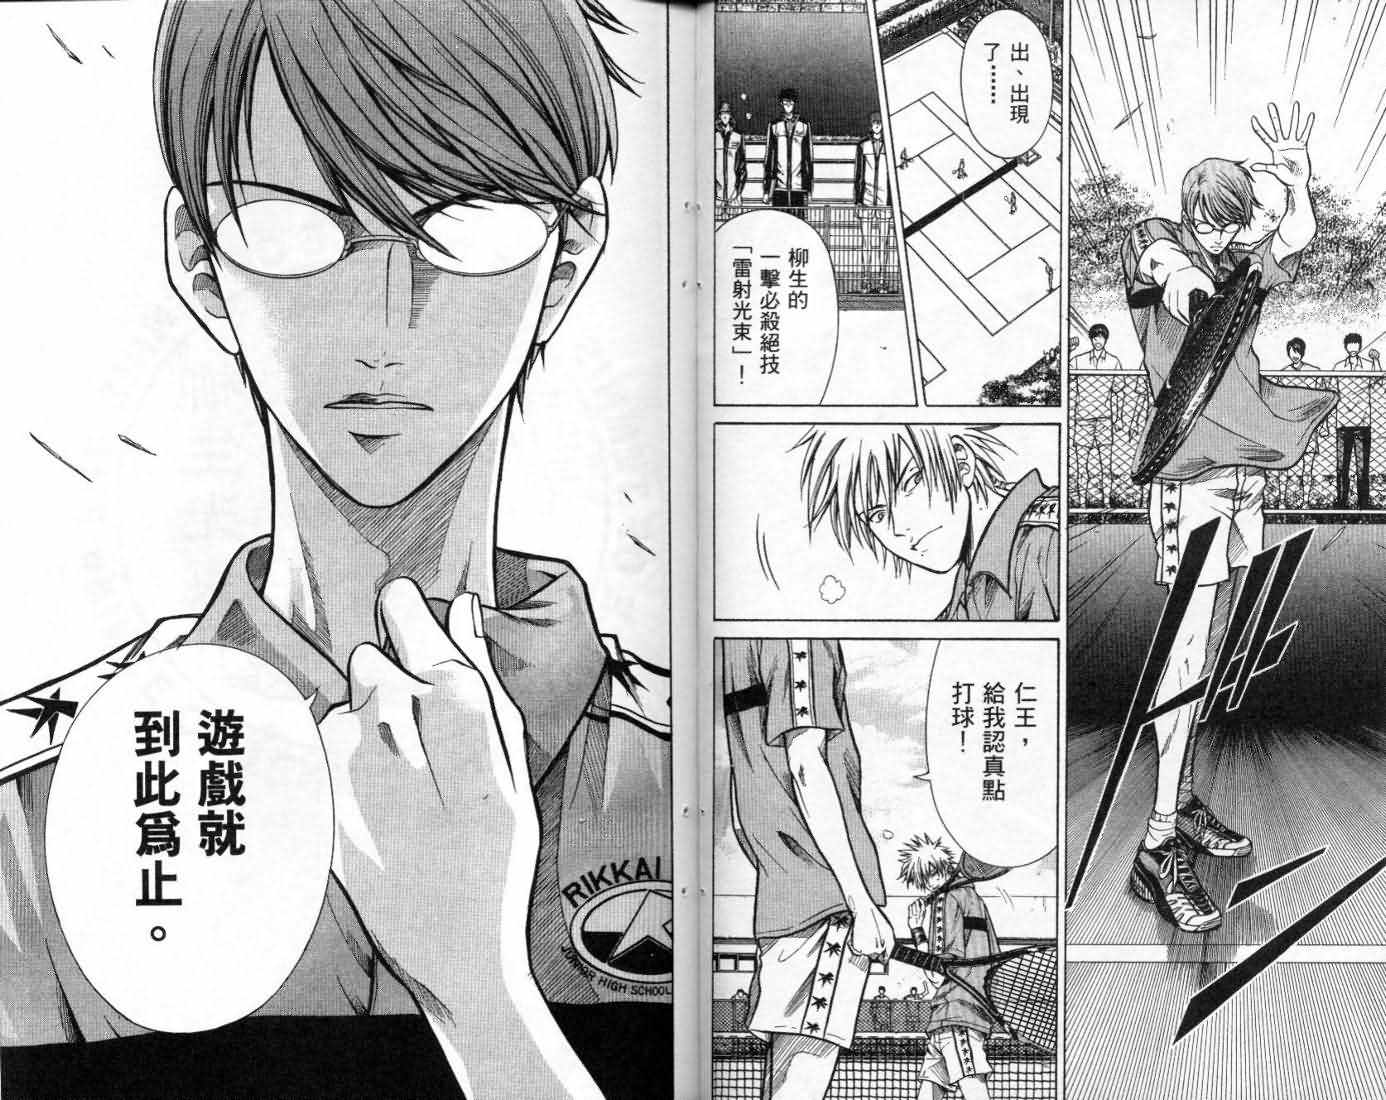 出、出現
了……
柳生的
一擊必殺絕技
「雷射光束」！
仁王，
給我認真點
打球！
遊戲就
到此爲止。
RIKKAI
JUNIOR HIGH SCHOOL